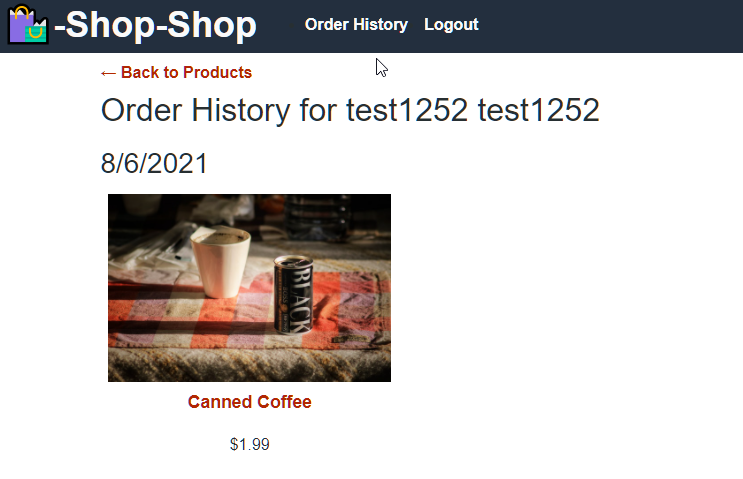 -Shop-Shop
Order History Logout
← Back to Products
Order History for test1252 test1252
8/6/2021
BLACK
Canned Coffee
$1.99